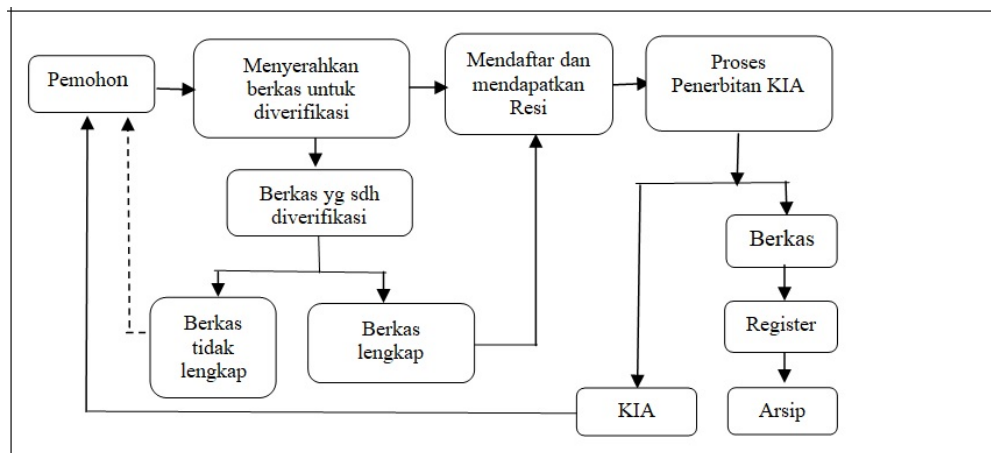 Pemohon
Menyerahkan
berkas untuk
diverifikasi
Mendaftar dan
mendapatkan
Resi
Proses
Penerbitan KIA
Berkas yg sdh
diverifikasi
Berkas
tidak
lengkap
Berkas
lengkap
Berkas
Register
KIA
Arsip